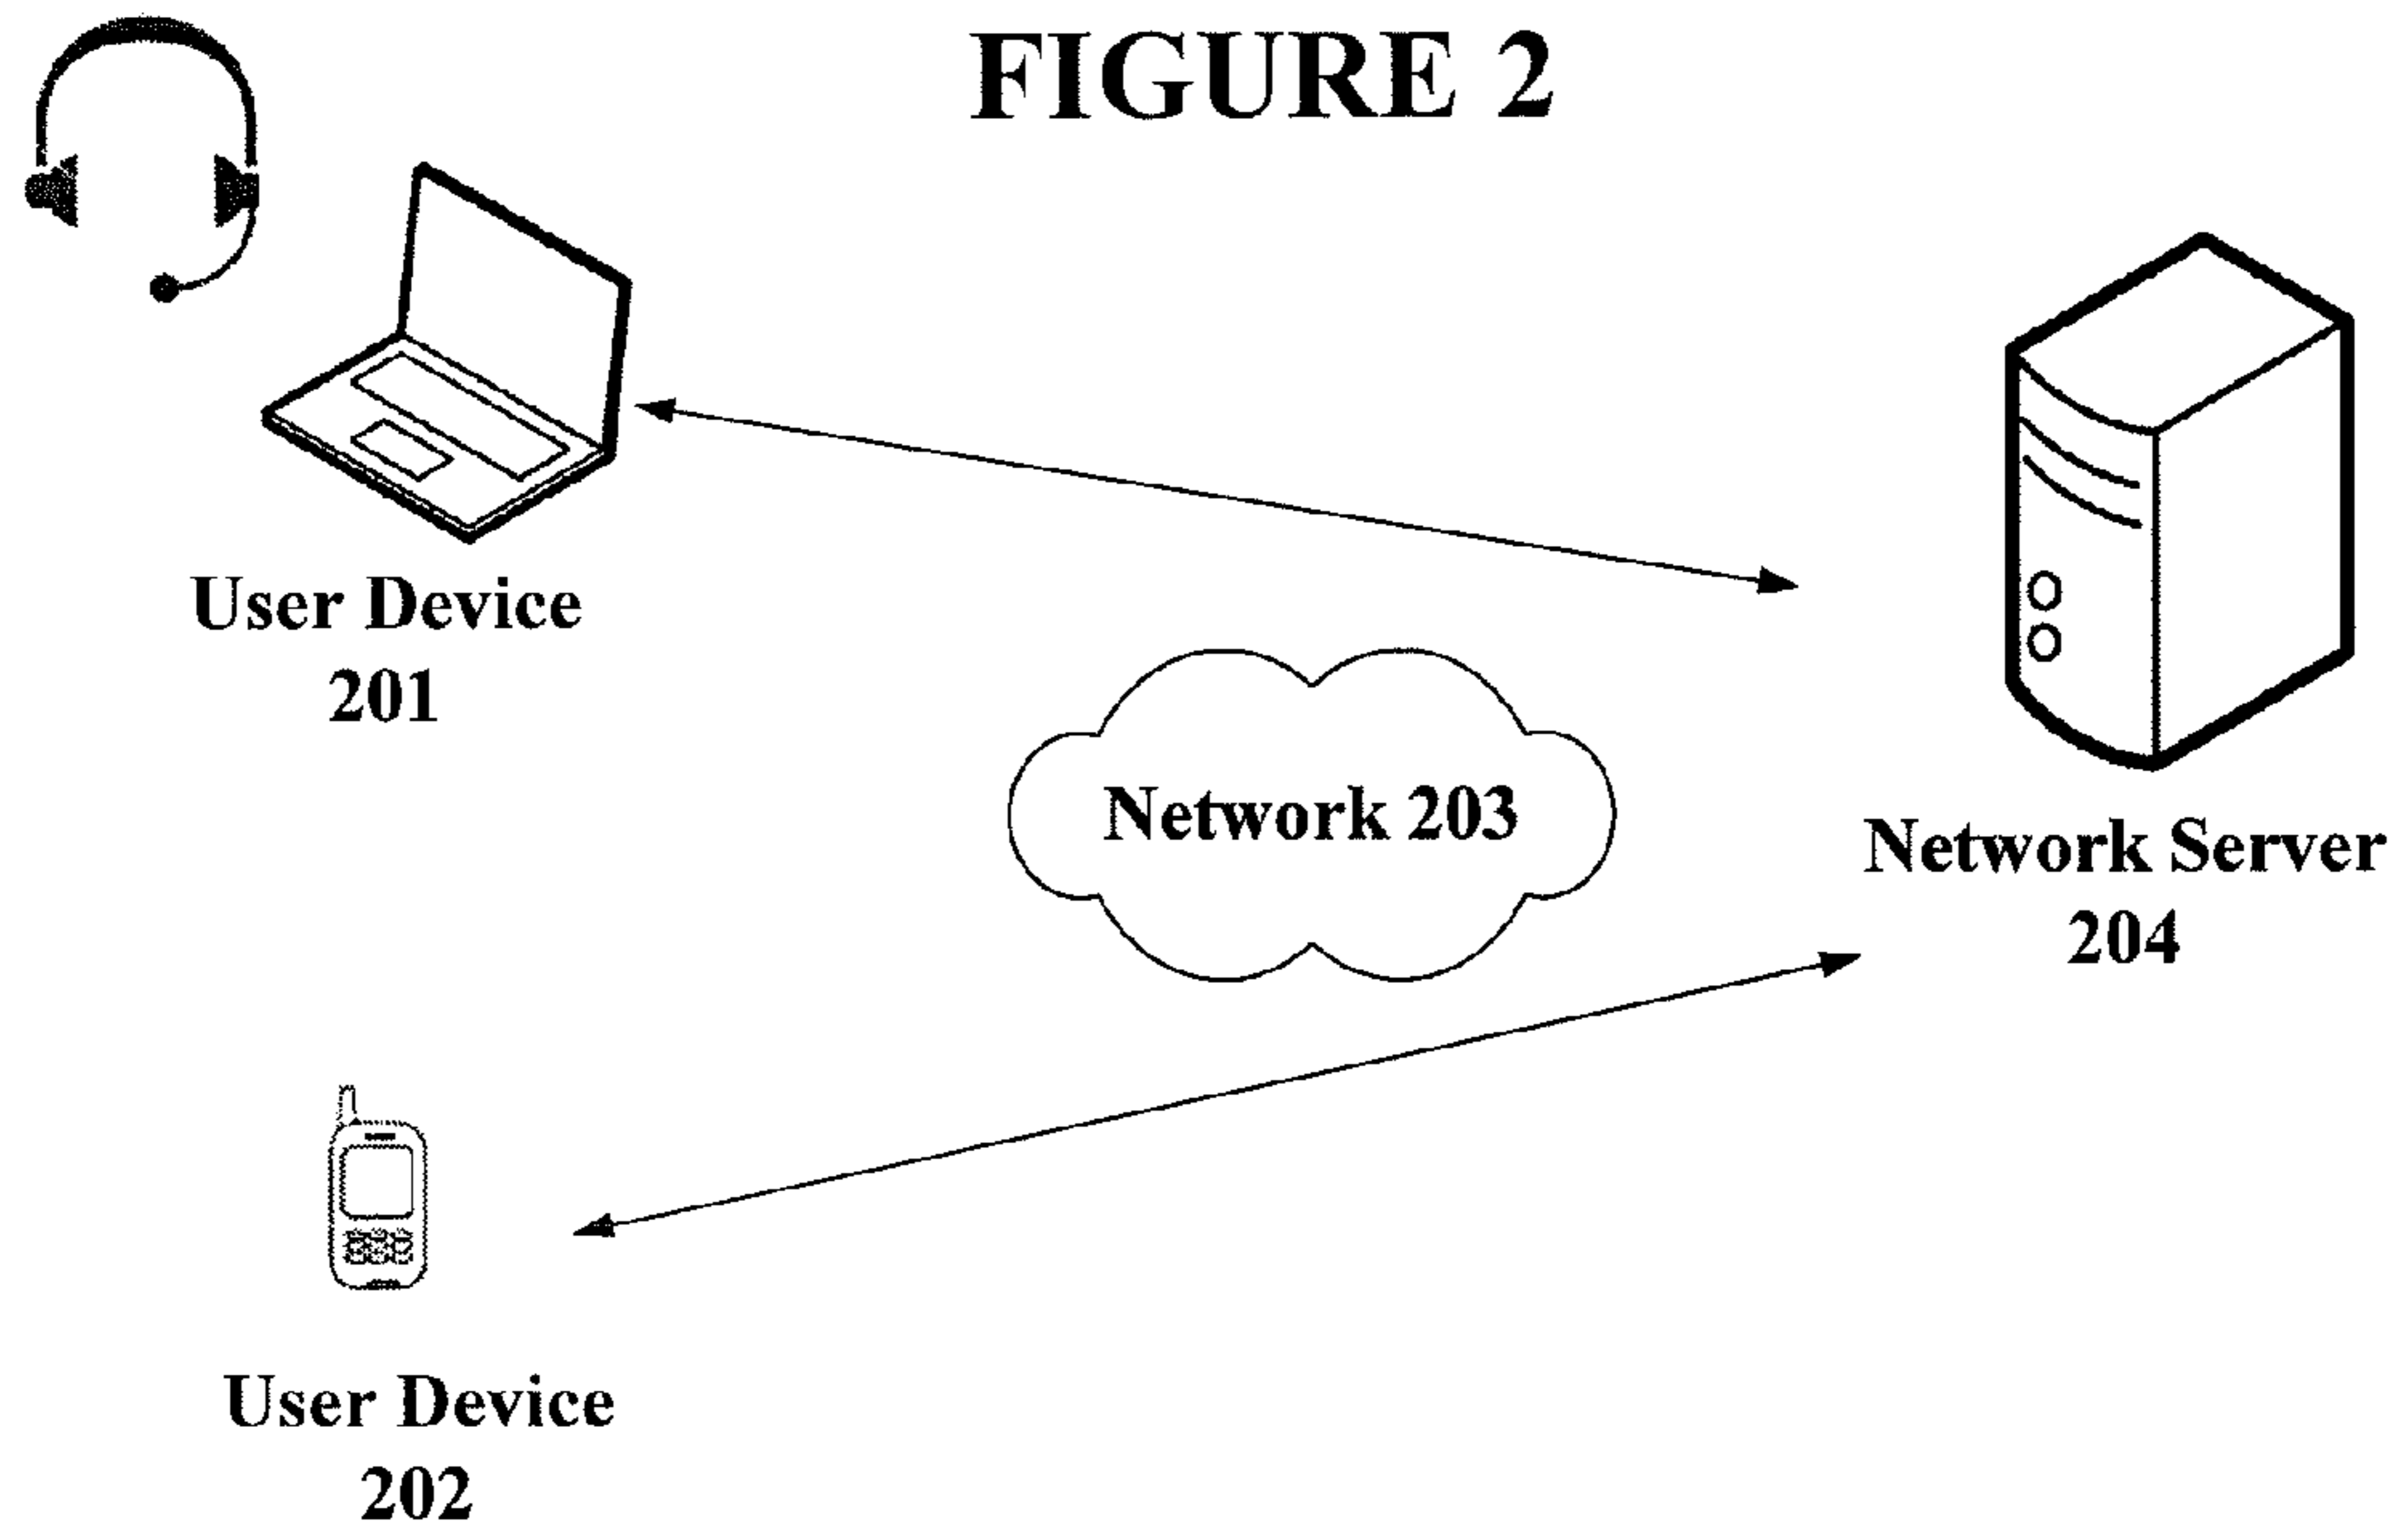 FIGURE 2
User Device
201
Network 203
Network Server
204
User Device
202